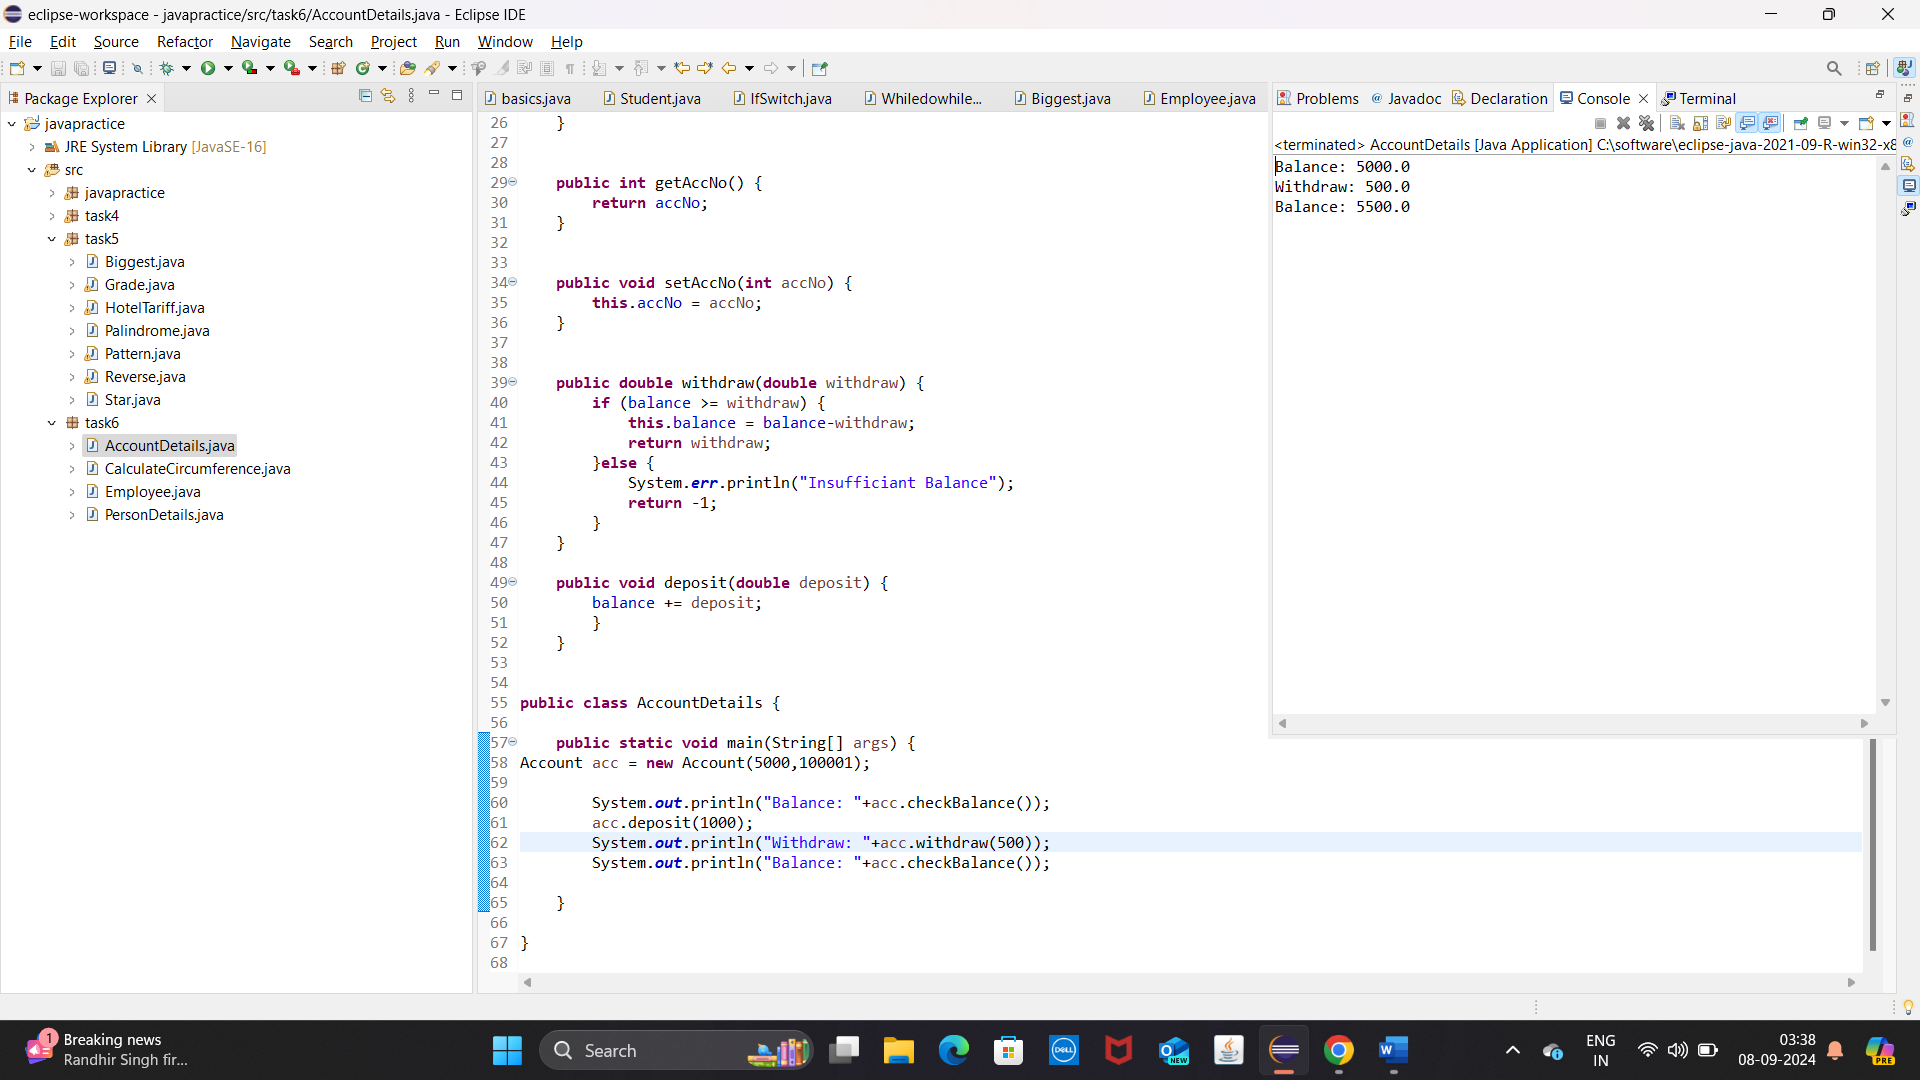 eclipse-workspace - javapractice/src/task6/AccountDetails.java - Eclipse IDE
File Edit Source Refactor Navigate Search Project Run Window Help
Package Explorer
javapractice
JRE System Library [JavaSE-16]
src
javapractice
task4
task5
Biggest.java
Grade.java
HotelTariff.java
Palindrome.java
Pattern.java
Reverse.java
Star.java
task6
AccountDetails.java
CalculateCircumference.java
Employee.java
PersonDetails.java
basics.java Student.java IfSwitch.java Whiledowhile... Biggest.java Employee.java
26 }
27
28
29 public int getAccNo() {
30 return accNo;
31 }
32
33
34 public void setAccNo(int accNo) {
35 this.accNo = accNo;
36 }
37
38
39 public double withdraw(double withdraw) {
40 if (balance >= withdraw) {
41 this.balance = balance-withdraw;
42 return withdraw;
43 }else {
44 System.err.println("Insufficiant Balance");
45 return -1;
46 }
47 }
48
49 public void deposit(double deposit) {
50 balance += deposit;
51 }
52 }
53
54
55 public class AccountDetails {
56
57 public static void main(String[] args) {
58 Account acc = new Account(5000,100001);
59
60 System.out.println("Balance: "+acc.checkBalance());
61 acc.deposit(1000);
62 System.out.println("Withdraw: "+acc.withdraw(500));
63 System.out.println("Balance: "+acc.checkBalance());
64
65 }
66
67 }
68
Problems Javadoc Declaration Console Terminal
<terminated> AccountDetails [Java Application] C:\software\eclipse-java-2021-09-R-win32-x8
Balance: 5000.0
Withdraw: 500.0
Balance: 5500.0
1
Breaking news
Randhir Singh fir...
Search
DELL
NEW
W
ENG
IN
03:38
08-09-2024
PRE